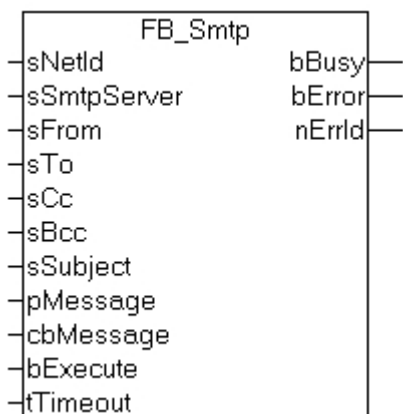 FB_Smtp
sNetId bBusy
sSmtpServer bError
sFrom nErrId
sTo
sCc
sBcc
sSubject
pMessage
cbMessage
bExecute
tTimeout